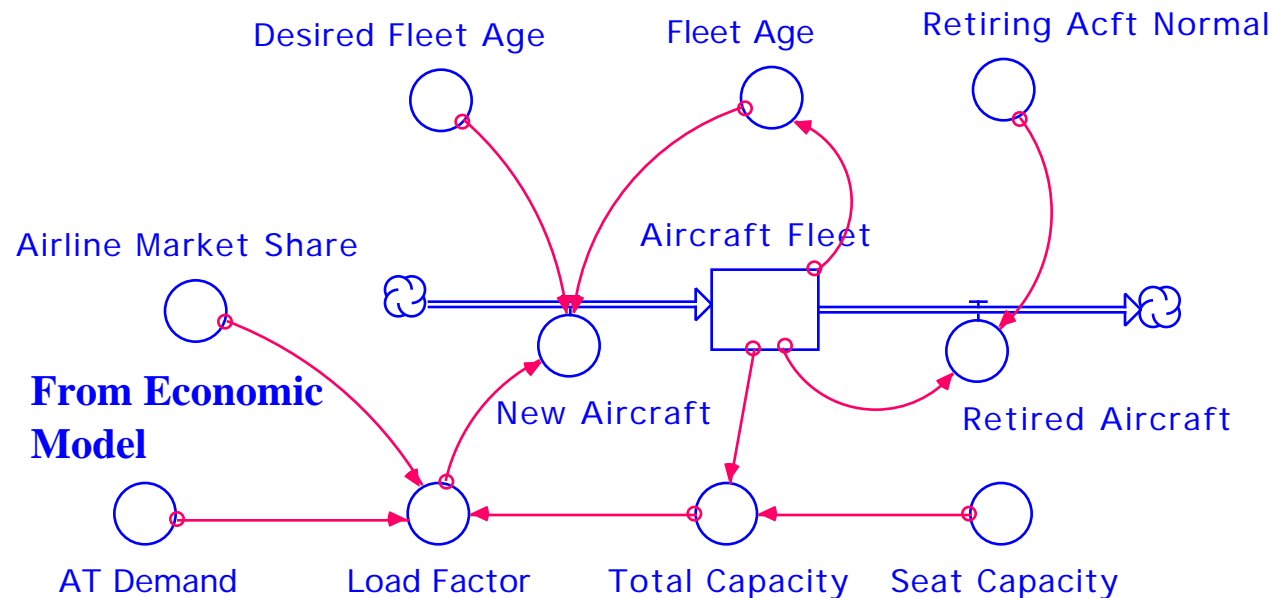 Desired Fleet Age
Fleet Age
Retiring Acft Normal
Airline Market Share
Aircraft Fleet
From Economic
Model
New Aircraft
Retired Aircraft
AT Demand
Load Factor
Total Capacity
Seat Capacity